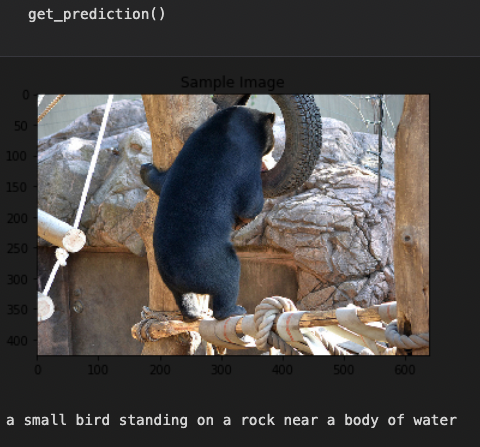 get_prediction()
Sample Image
0
50
100
150
200
250
300
350
400
0 100 200 300 400 500 600
a small bird standing on a rock near a body of water